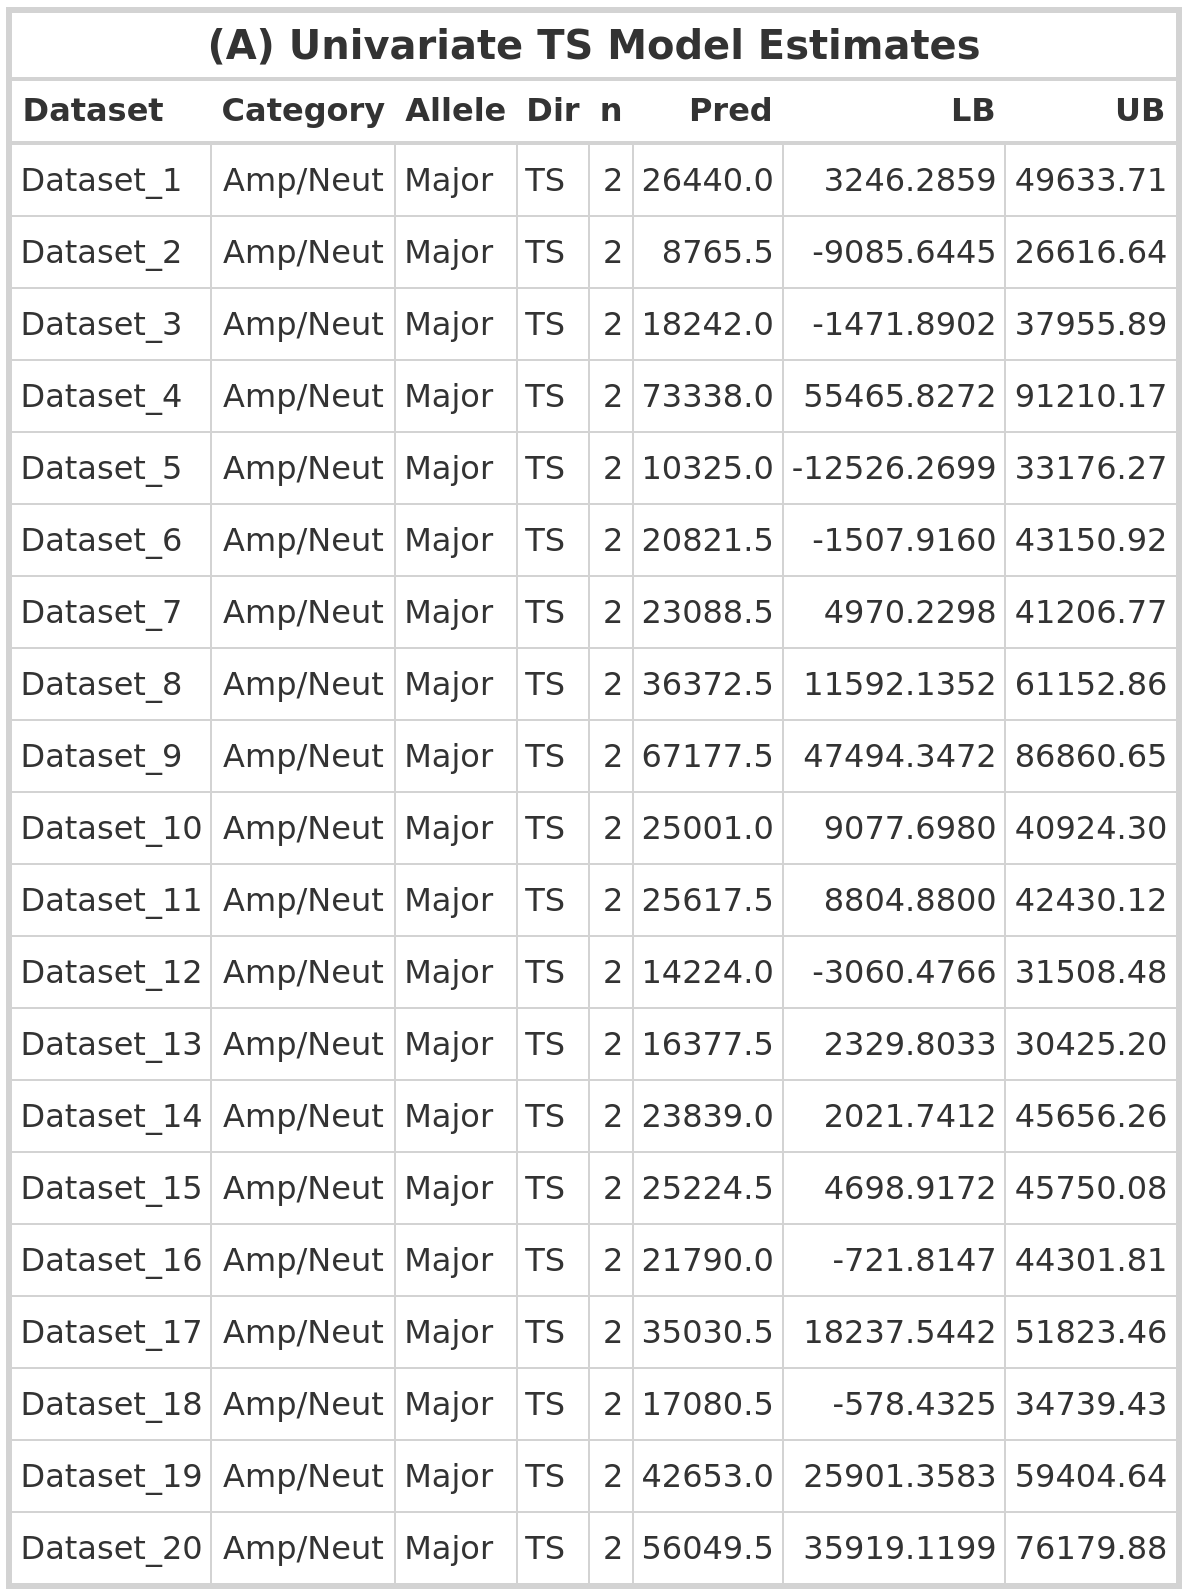 (A) Univariate TS Model Estimates
Dataset Category Allele Dir n Pred LB UB
Dataset_1 Amp/Neut Major TS 2 26440.0 3246.2859 49633.71
Dataset_2 Amp/Neut Major TS 2 8765.5 -9085.6445 26616.64
Dataset_3 Amp/Neut Major TS 2 18242.0 -1471.8902 37955.89
Dataset_4 Amp/Neut Major TS 2 73338.0 55465.8272 91210.17
Dataset_5 Amp/Neut Major TS 2 10325.0 -12526.2699 33176.27
Dataset_6 Amp/Neut Major TS 2 20821.5 -1507.9160 43150.92
Dataset_7 Amp/Neut Major TS 2 23088.5 4970.2298 41206.77
Dataset_8 Amp/Neut Major TS 2 36372.5 11592.1352 61152.86
Dataset_9 Amp/Neut Major TS 2 67177.5 47494.3472 86860.65
Dataset_10 Amp/Neut Major TS 2 25001.0 9077.6980 40924.30
Dataset_11 Amp/Neut Major TS 2 25617.5 8804.8800 42430.12
Dataset_12 Amp/Neut Major TS 2 14224.0 -3060.4766 31508.48
Dataset_13 Amp/Neut Major TS 2 16377.5 2329.8033 30425.20
Dataset_14 Amp/Neut Major TS 2 23839.0 2021.7412 45656.26
Dataset_15 Amp/Neut Major TS 2 25224.5 4698.9172 45750.08
Dataset_16 Amp/Neut Major TS 2 21790.0 -721.8147 44301.81
Dataset_17 Amp/Neut Major TS 2 35030.5 18237.5442 51823.46
Dataset_18 Amp/Neut Major TS 2 17080.5 -578.4325 34739.43
Dataset_19 Amp/Neut Major TS 2 42653.0 25901.3583 59404.64
Dataset_20 Amp/Neut Major TS 2 56049.5 35919.1199 76179.88